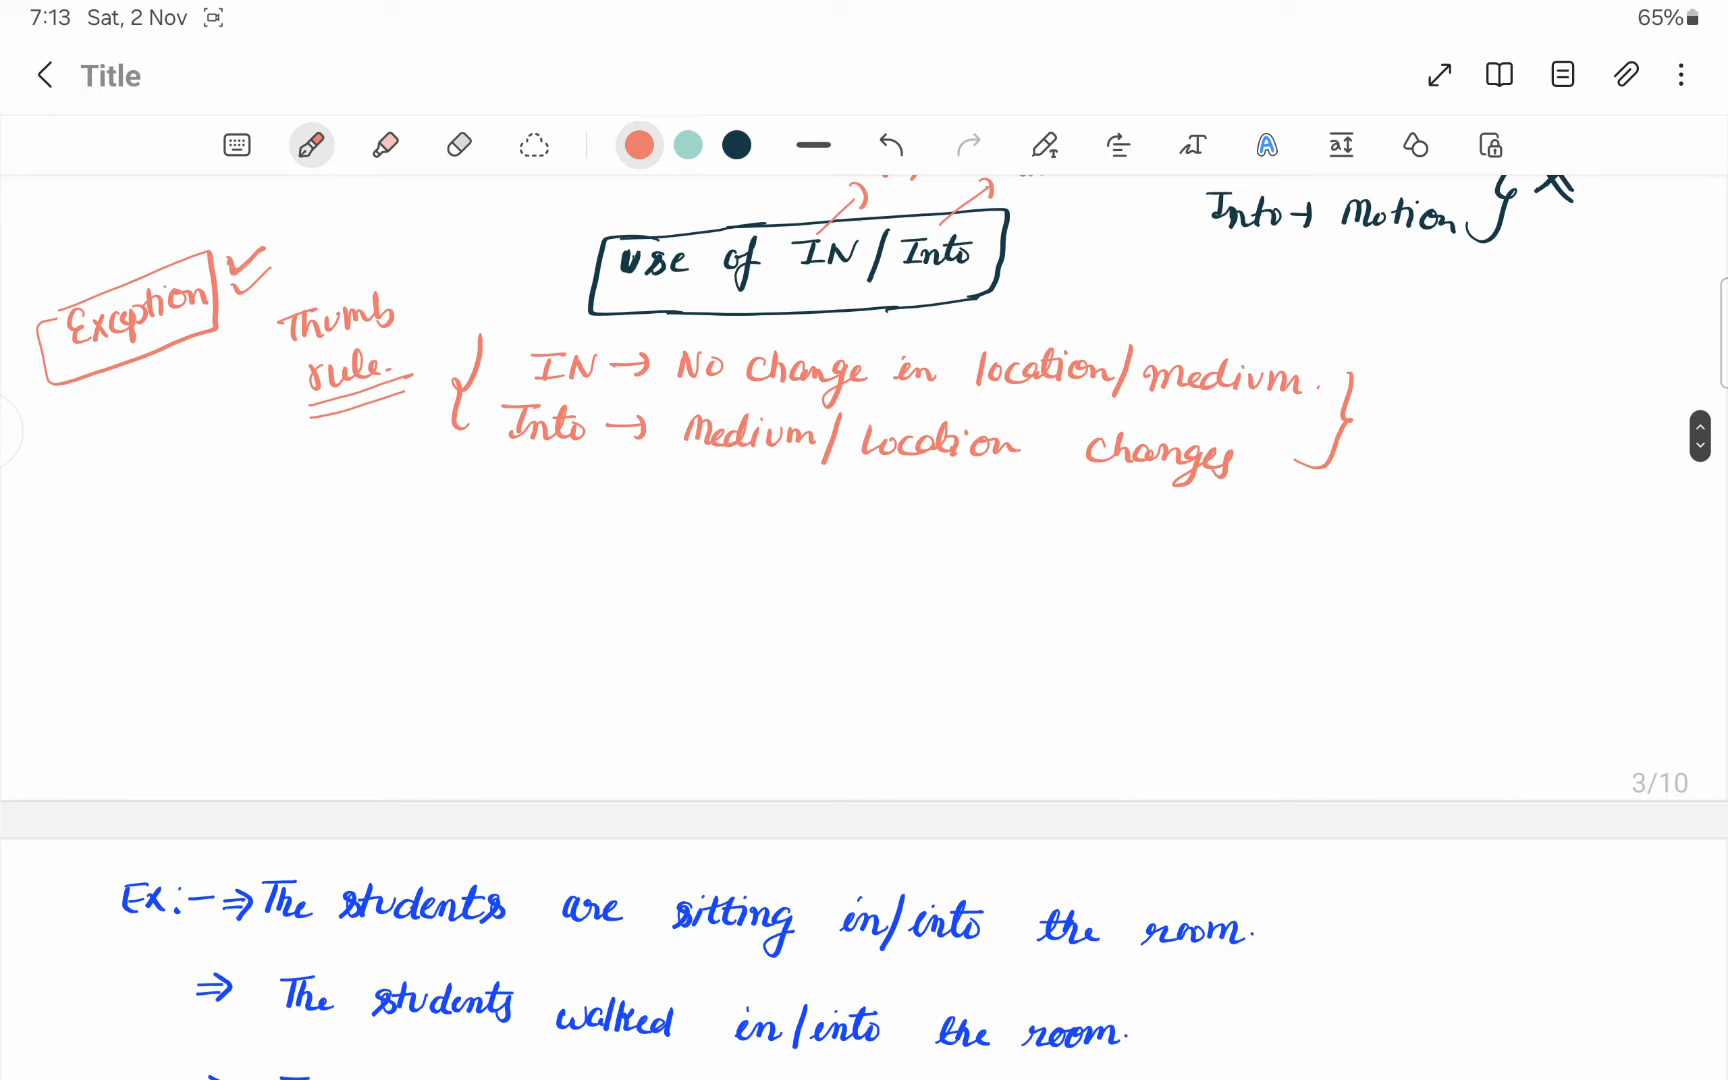 7:13 Sat, 2 Nov
65%
Title
Into → Motion
use of IN / Into
Exception
Thumb
rule.
IN → No change in location/medium.
Into → Medium/Location changes
3/10
Ex:- ⇒ The students are sitting in/into the room.
⇒ The students walked in/into the room.